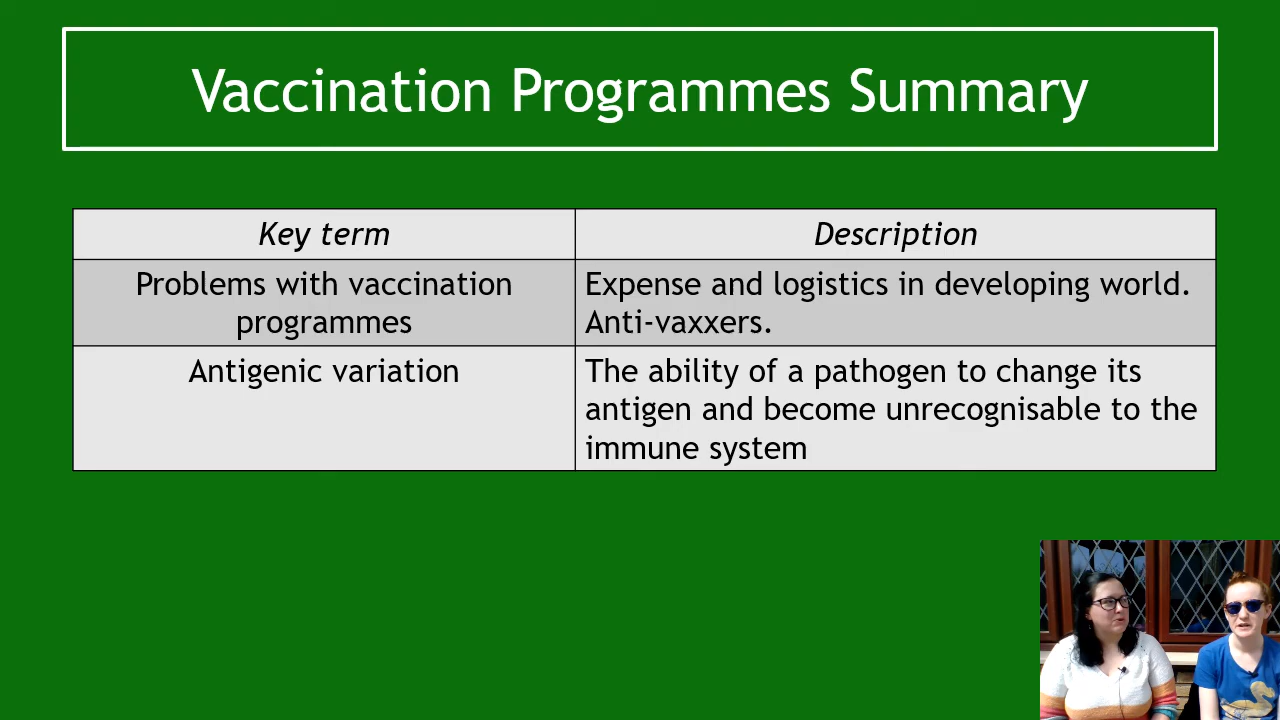 Vaccination Programmes Summary
Key term
Description
Problems with vaccination
programmes
Expense and logistics in developing world.
Anti-vaxxers.
Antigenic variation
The ability of a pathogen to change its
antigen and become unrecognisable to the
immune system